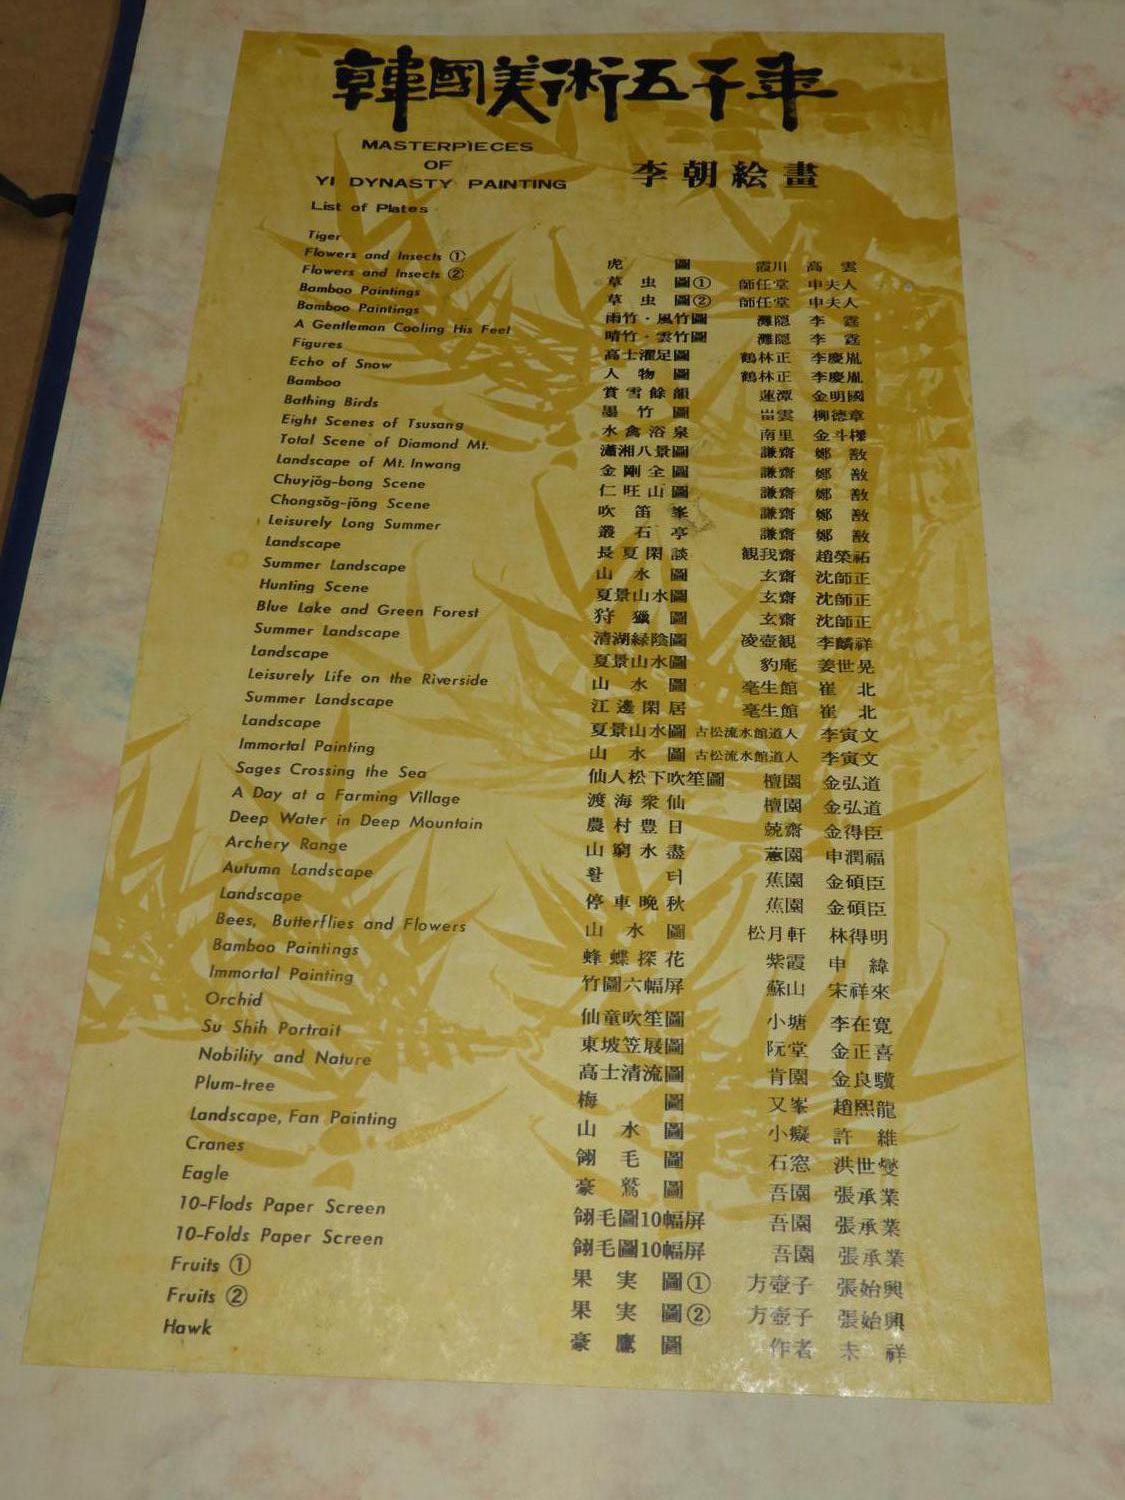 韓國美術五千年
MASTERPIECES
OF
YI DYNASTY PAINTING
李朝絵畫
List of Plates
Tiger
Flowers and Insects ①
Flowers and Insects ②
Bamboo Paintings
Bamboo Paintings
A Gentleman Cooling His Feet
Figures
Echo of Snow
Bamboo
Bathing Birds
Eight Scenes of Tsusang
Total Scene of Diamond Mt.
Landscape of Mt. Inwang
Chuyjŏg-bong Scene
Chongsŏg-jŏng Scene
Leisurely Long Summer
Landscape
Summer Landscape
Hunting Scene
Blue Lake and Green Forest
Summer Landscape
Landscape
Leisurely Life on the Riverside
Summer Landscape
Landscape
Immortal Painting
Sages Crossing the Sea
A Day at a Farming Village
Deep Water in Deep Mountain
Archery Range
Autumn Landscape
Landscape
Bees, Butterflies and Flowers
Bamboo Paintings
Immortal Painting
Orchid
Su Shih Portrait
Nobility and Nature
Plum-tree
Landscape, Fan Painting
Cranes
Eagle
10-Flods Paper Screen
10-Folds Paper Screen
Fruits ①
Fruits ②
Hawk
虎圖 霞川 高雲
草虫圖① 師任堂 申夫人
草虫圖② 師任堂 申夫人
雨竹・風竹圖 灘隠 李霆
晴竹・雲竹圖 灘隠 李霆
高士濯足圖 鶴林正 李慶胤
人物圖 鶴林正 李慶胤
賞雪餘韻 蓮潭 金明國
墨竹圖 岀雲 柳德章
水禽浴泉 南里 金斗樑
瀟湘八景圖 謙齋 鄭敾
金剛全圖 謙齋 鄭敾
仁旺山圖 謙齋 鄭敾
吹笛峯 謙齋 鄭敾
叢石亭 謙齋 鄭敾
長夏閑談 観我齋 趙榮祏
山水圖 玄齋 沈師正
夏景山水圖 玄齋 沈師正
狩獵圖 玄齋 沈師正
清湖緑陰圖 凌壺観 李麟祥
夏景山水圖 豹庵 姜世晃
山水圖 毫生館 崔北
江邊閑居 毫生館 崔北
夏景山水圖 古松流水館道人 李寅文
山水圖 古松流水館道人 李寅文
仙人松下吹笙圖 檀園 金弘道
渡海衆仙 檀園 金弘道
農村豊日 兢齋 金得臣
山窮水盡 蕙園 申潤福
활터 蕉園 金碩臣
停車晩秋 蕉園 金碩臣
山水圖 松月軒 林得明
蜂蝶探花 紫霞 申緯
竹圖六幅屏 蘇山 宋祥來
仙童吹笙圖 小塘 李在寛
東坡笠屐圖 阮堂 金正喜
高士清流圖 肯園 金良驥
梅圖 又峯 趙熙龍
山水圖 小癡 許維
翎毛圖 石窓 洪世燮
豪鷲圖 吾園 張承業
翎毛圖10幅屏 吾園 張承業
翎毛圖10幅屏 吾園 張承業
果実圖① 方壺子 張始興
果実圖② 方壺子 張始興
豪鷹圖 作者 未祥